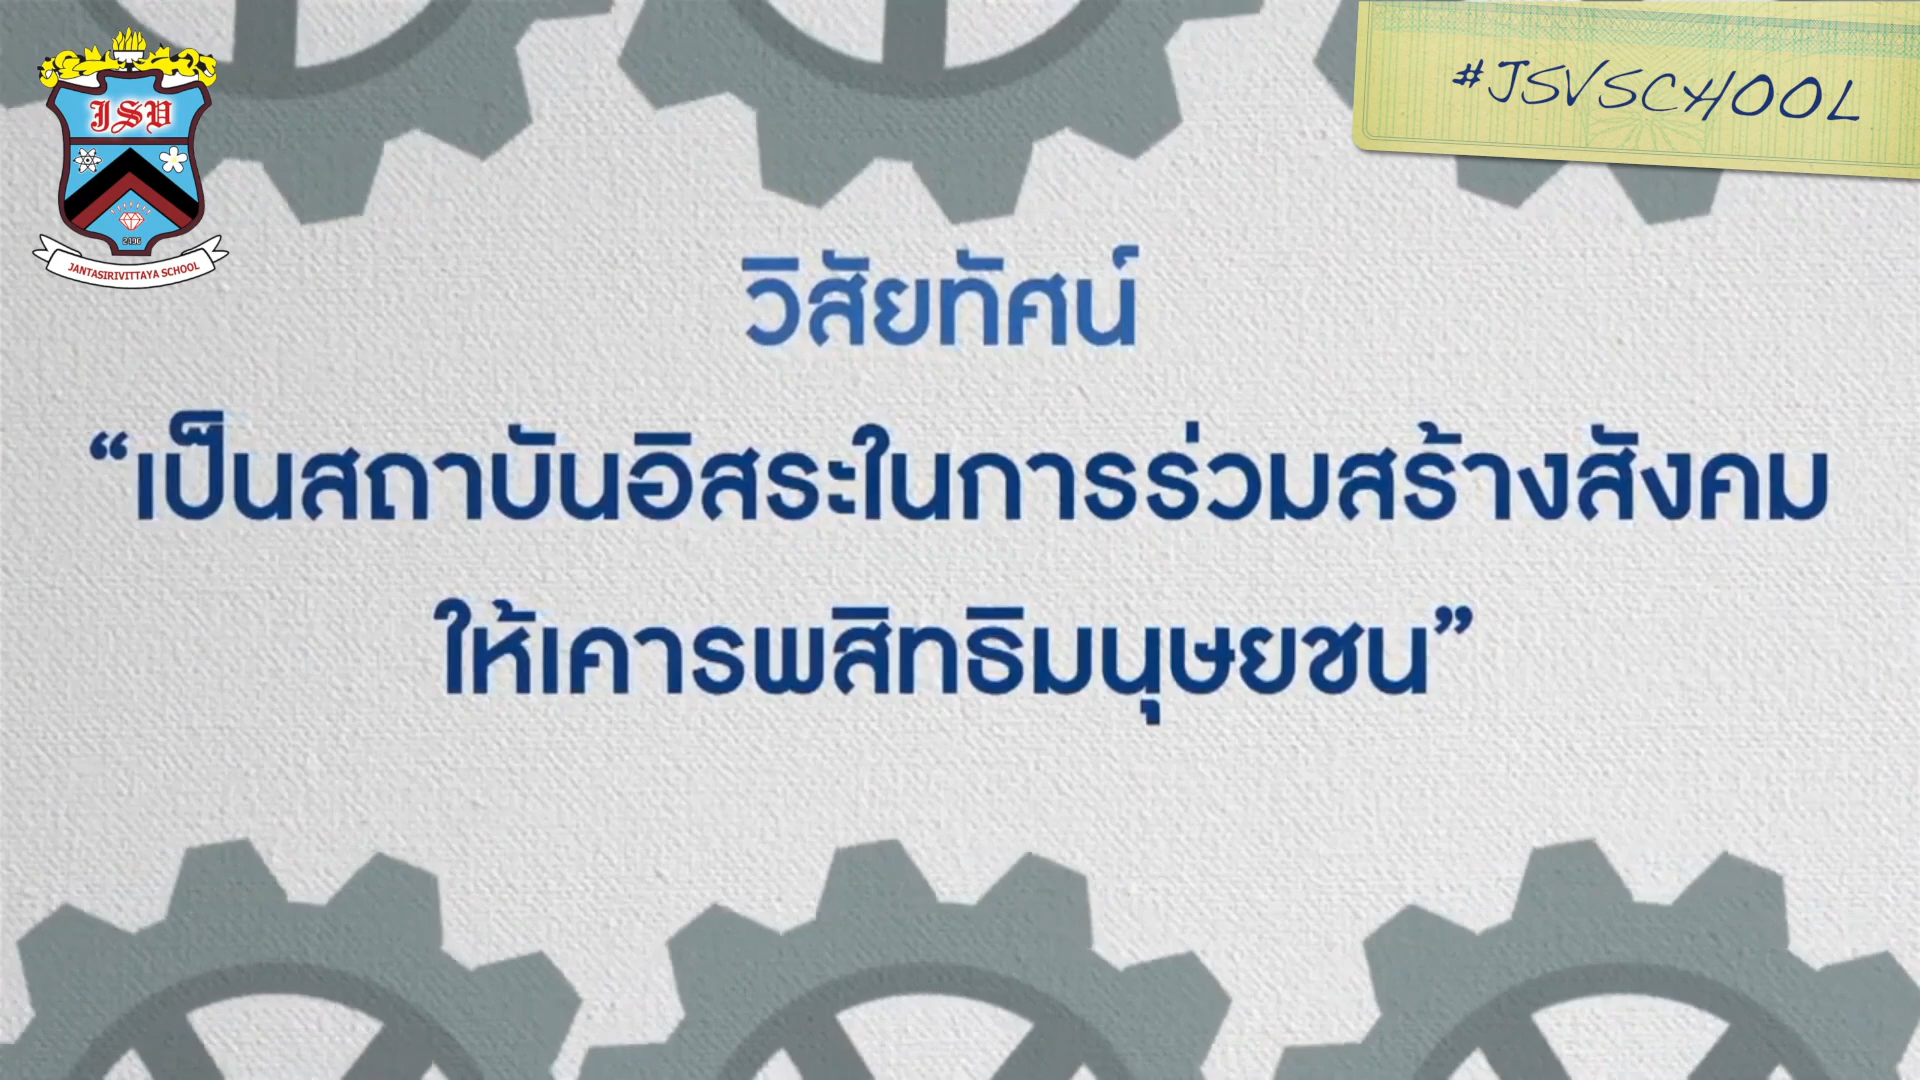 JSV
2496
JANTASIRIVITTAYA SCHOOL
#JSVSCHOOL
วิสัยทัศน์
“เป็นสถาบันอิสระในการร่วมสร้างสังคม
ให้เคารพสิทธิมนุษยชน”